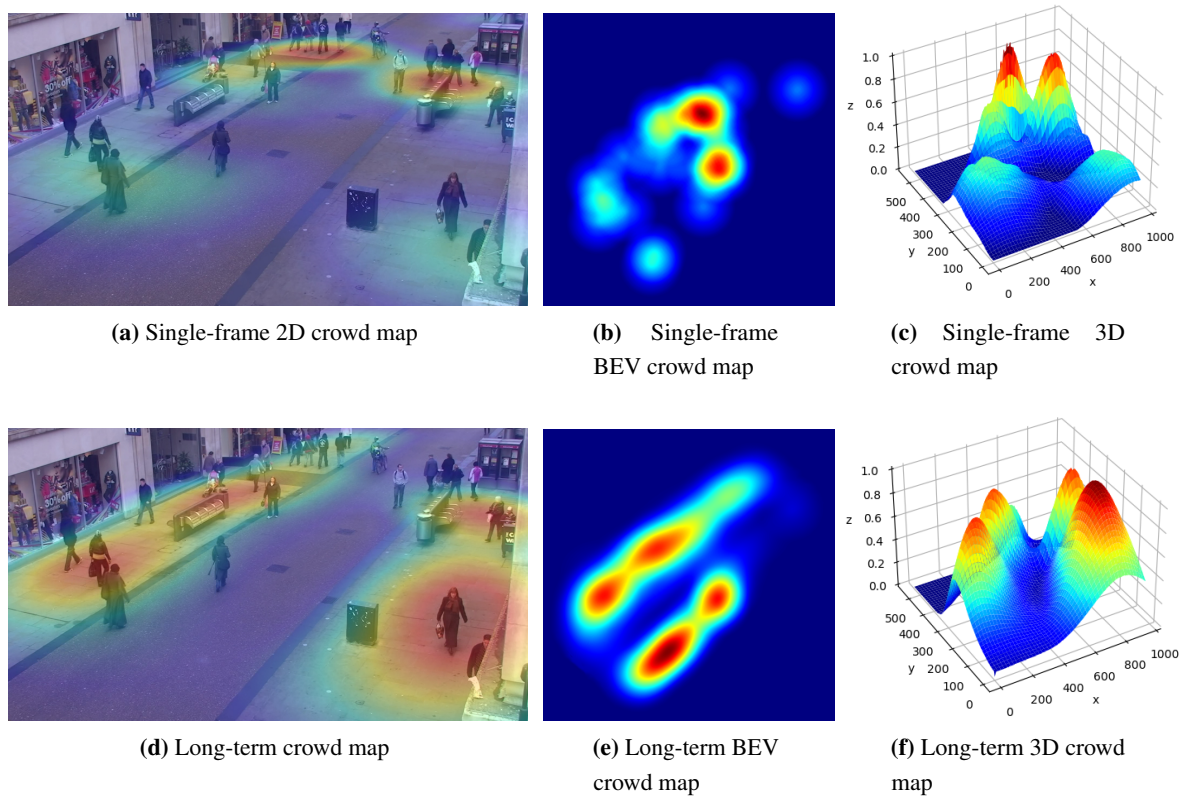 30% off
1.0
0.8
z
0.6
0.4
0.2
0.0
500
400
300
y
200
100
0
0
200
400
x
600
800
1000
(a) Single-frame 2D crowd map
(b) Single-frame
BEV crowd map
(c) Single-frame 3D
crowd map
30% off
1.0
0.8
z
0.6
0.4
0.2
0.0
500
400
300
y
200
100
0
0
200
400
x
600
800
1000
(d) Long-term crowd map
(e) Long-term BEV
crowd map
(f) Long-term 3D crowd
map